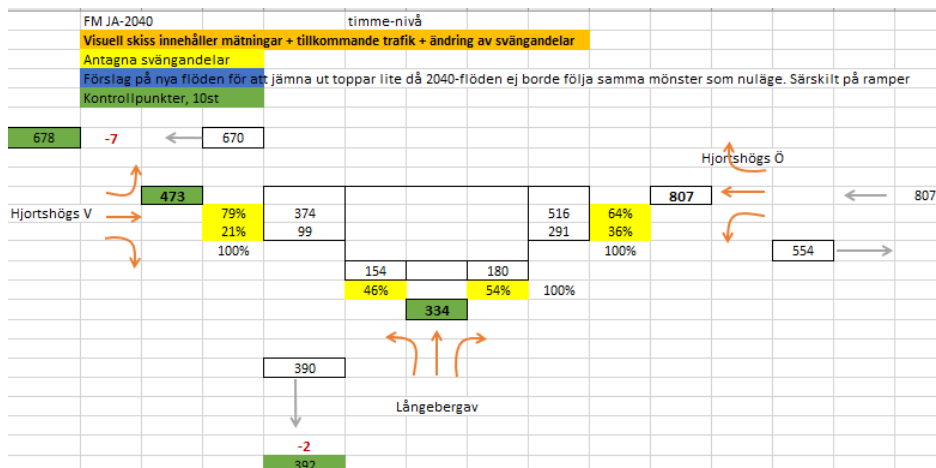 FM JA-2040 timme-nivå
Visuell skiss innehåller mätningar + tillkommande trafik + ändring av svängandelar
Antagna svängandelar
Förslag på nya flöden för att jämna ut toppar lite då 2040-flöden ej borde följa samma mönster som nuläge. Särskilt på ramper
Kontrollpunkter, 10st
678 -7 670
Hjortshögs Ö
473 807 807
Hjortshögs V 79% 374 516 64%
21% 99 291 36%
100% 100% 554
154 180
46% 54% 100%
334
390
Långebergav
-2
392